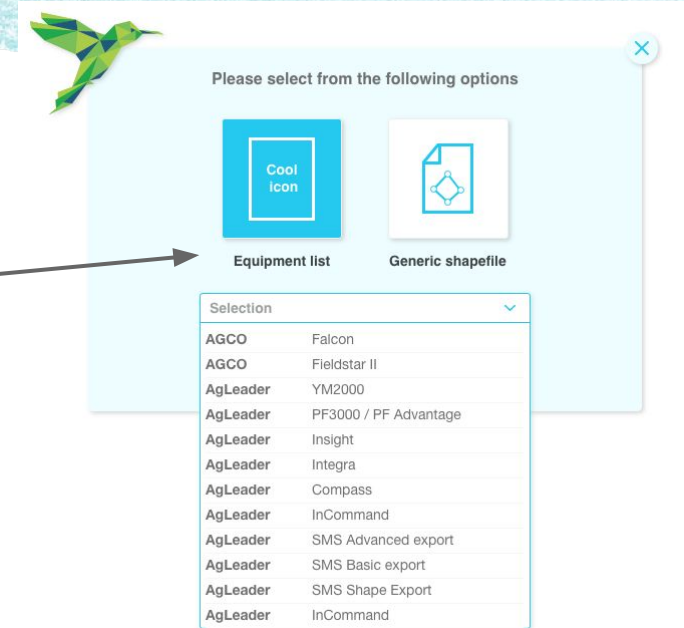 Please select from the following options
Cool
icon
Equipment list Generic shapefile
Selection
AGCO Falcon
AGCO Fieldstar II
AgLeader YM2000
AgLeader PF3000 / PF Advantage
AgLeader Insight
AgLeader Integra
AgLeader Compass
AgLeader InCommand
AgLeader SMS Advanced export
AgLeader SMS Basic export
AgLeader SMS Shape Export
AgLeader InCommand